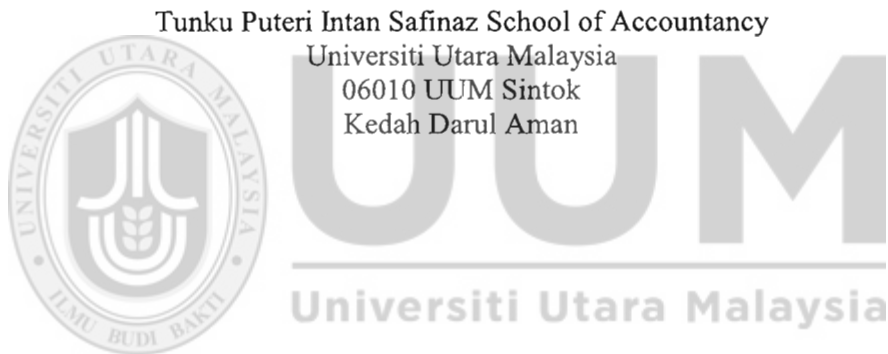 Tunku Puteri Intan Safinaz School of Accountancy
Universiti Utara Malaysia
06010 UUM Sintok
Kedah Darul Aman
UNIVERSITI UTARA MALAYSIA
ILMU BUDI BAKTI
UUM
Universiti Utara Malaysia